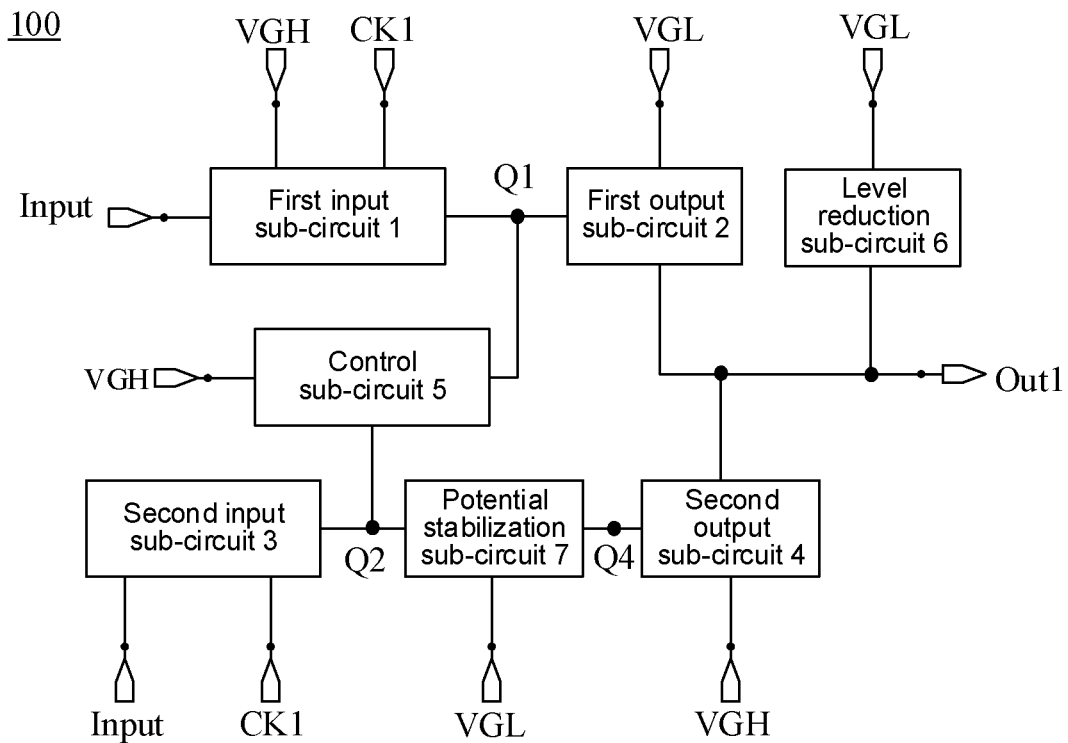 100
VGH
CK1
VGL
VGL
Input
First input
sub-circuit 1
Q1
First output
sub-circuit 2
Level
reduction
sub-circuit 6
VGH
Control
sub-circuit 5
Out1
Second input
sub-circuit 3
Q2
Potential
stabilization
sub-circuit 7
Q4
Second
output
sub-circuit 4
Input
CK1
VGL
VGH